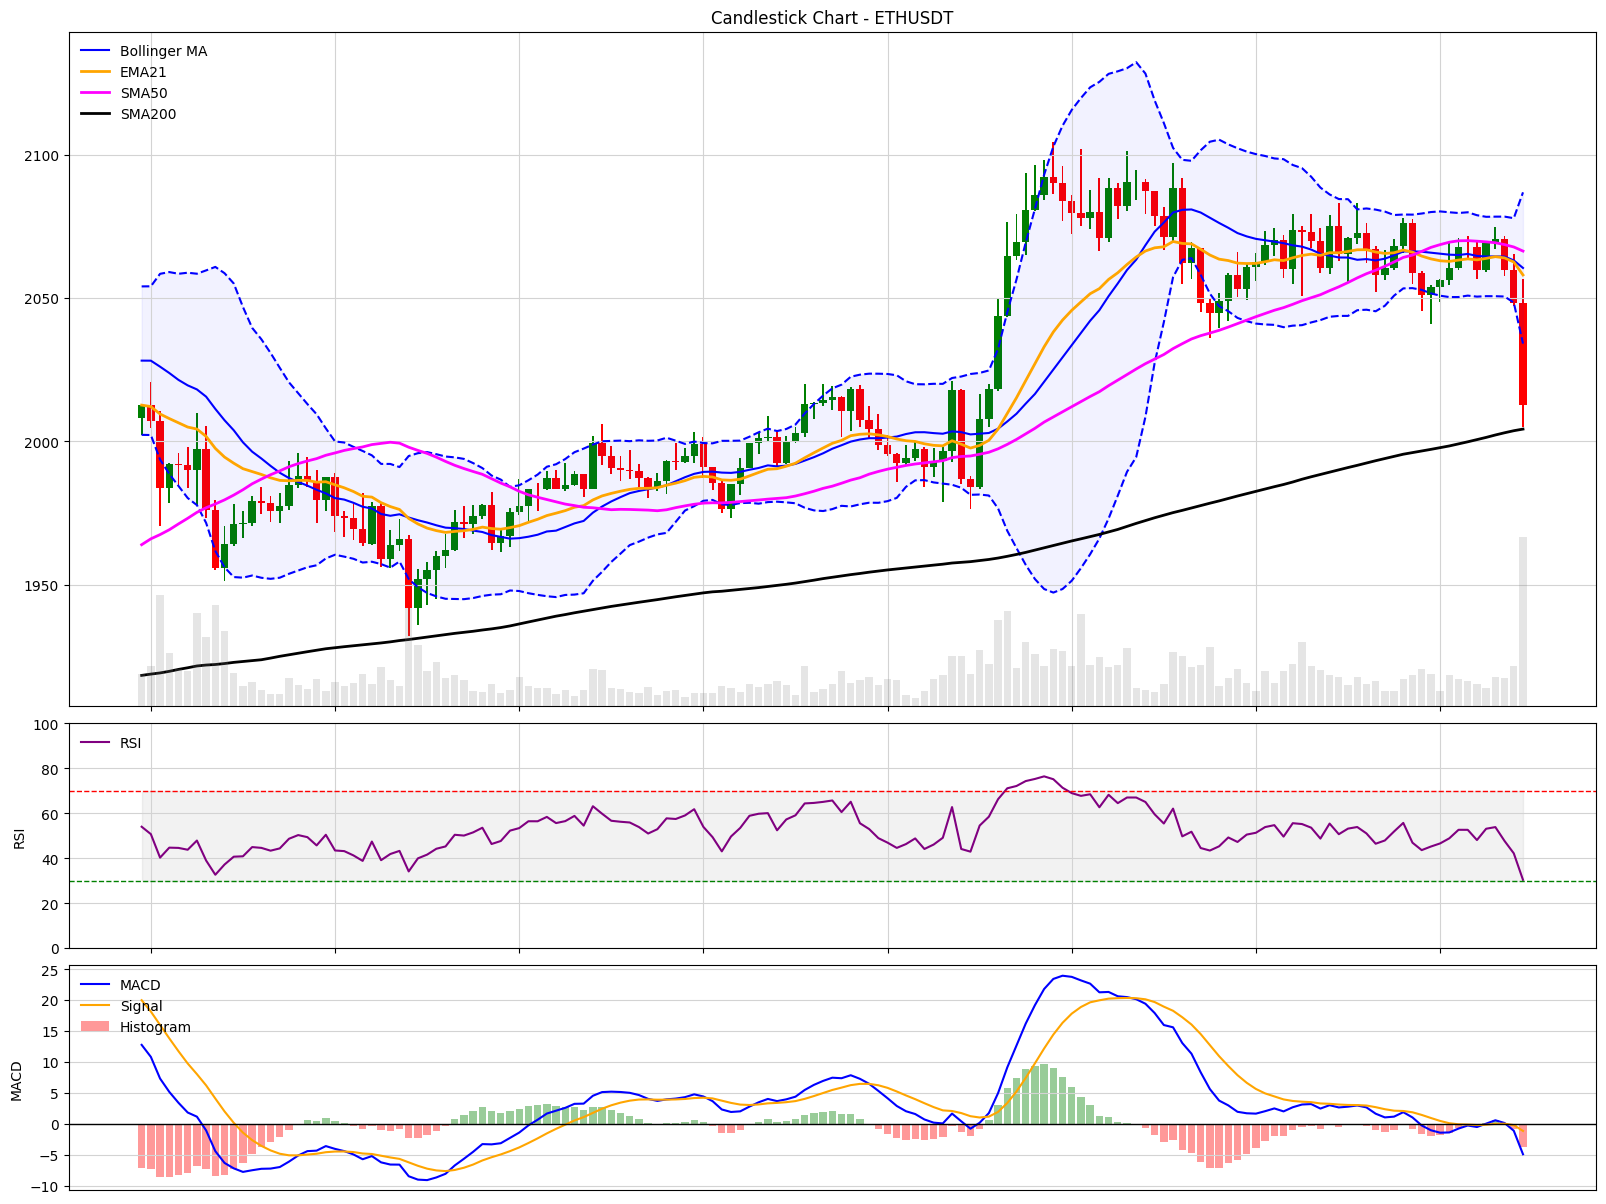 Candlestick Chart - ETHUSDT
Bollinger MA
EMA21
SMA50
SMA200
2100
2050
2000
1950
RSI
100
80
60
40
20
0
RSI
MACD
Signal
Histogram
25
20
15
10
5
0
−5
−10
MACD